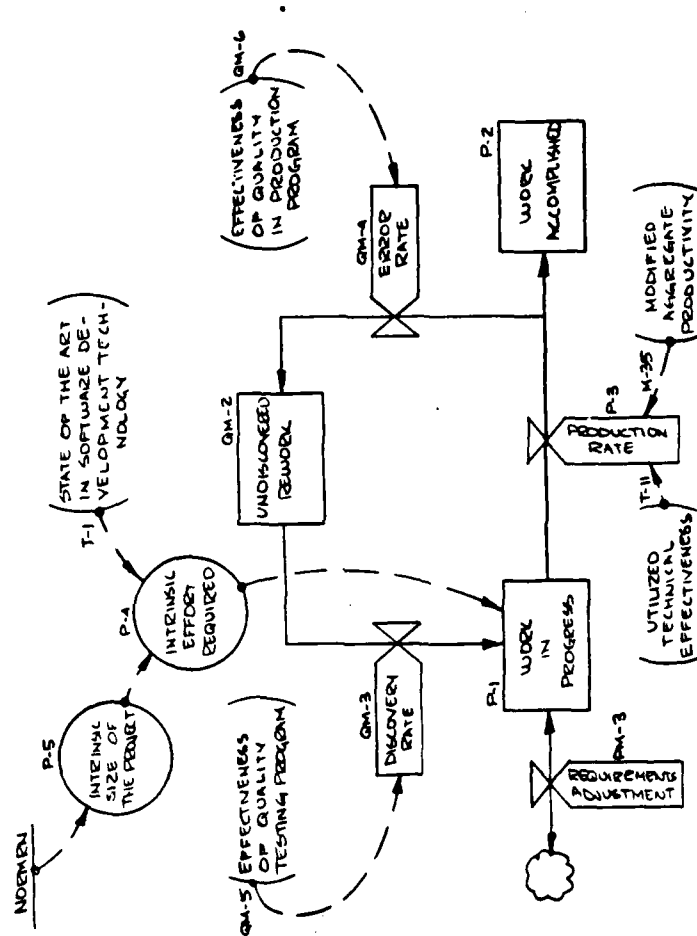 NORMRN
P-5
INTRINSIC
SIZE OF
THE PROJECT
P-4
INTRINSIC
EFFORT
REQUIRED
T-1
STATE OF THE ART
IN SOFTWARE DE-
VELOPMENT TECH-
NOLOGY
QM-5
EFFECTIVENESS
OF QUALITY
TESTING PROGRAM
QM-2
UNDISCOVERED
REWORK
QM-6
EFFECTIVENESS
OF QUALITY
IN PRODUCTION
PROGRAM
QM-3
DISCOVERY
RATE
QM-4
ERROR
RATE
P-1
WORK
IN
PROGRESS
P-2
WORK
ACCOMPLISHED
PM-3
REQUIREMENTS
ADJUSTMENT
P-3
PRODUCTION
RATE
T-11
UTILIZED
TECHNICAL
EFFECTIVENESS
M-35
MODIFIED
AGGREGATE
PRODUCTIVITY